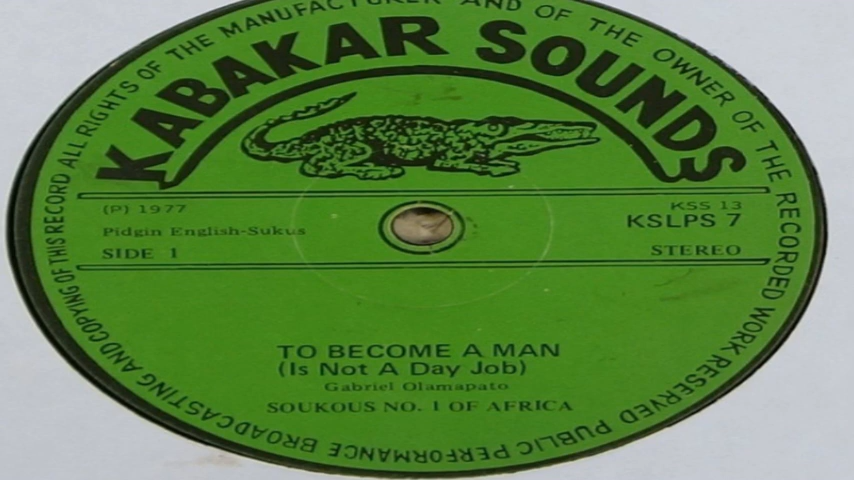 ALL RIGHTS OF THE MANUFACTURER AND OF THE OWNER OF THE RECORDED WORK RESERVED PUBLIC PERFORMANCE BROADCASTING AND COPYING OF THIS RECORD
KABAKAR SOUNDS
(P) 1977
Pidgin English-Sukus
SIDE 1
KSS 13
KSLPS 7
STEREO
TO BECOME A MAN
(Is Not A Day Job)
Gabriel Olamapato
SOUKOUS NO. 1 OF AFRICA